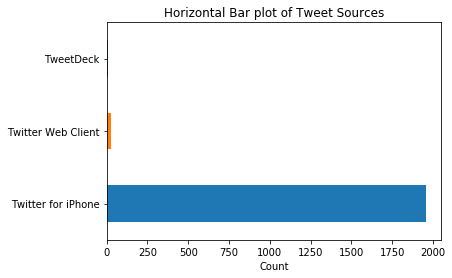 Horizontal Bar plot of Tweet Sources
TweetDeck
Twitter Web Client
Twitter for iPhone
0 250 500 750 1000 1250 1500 1750 2000
Count